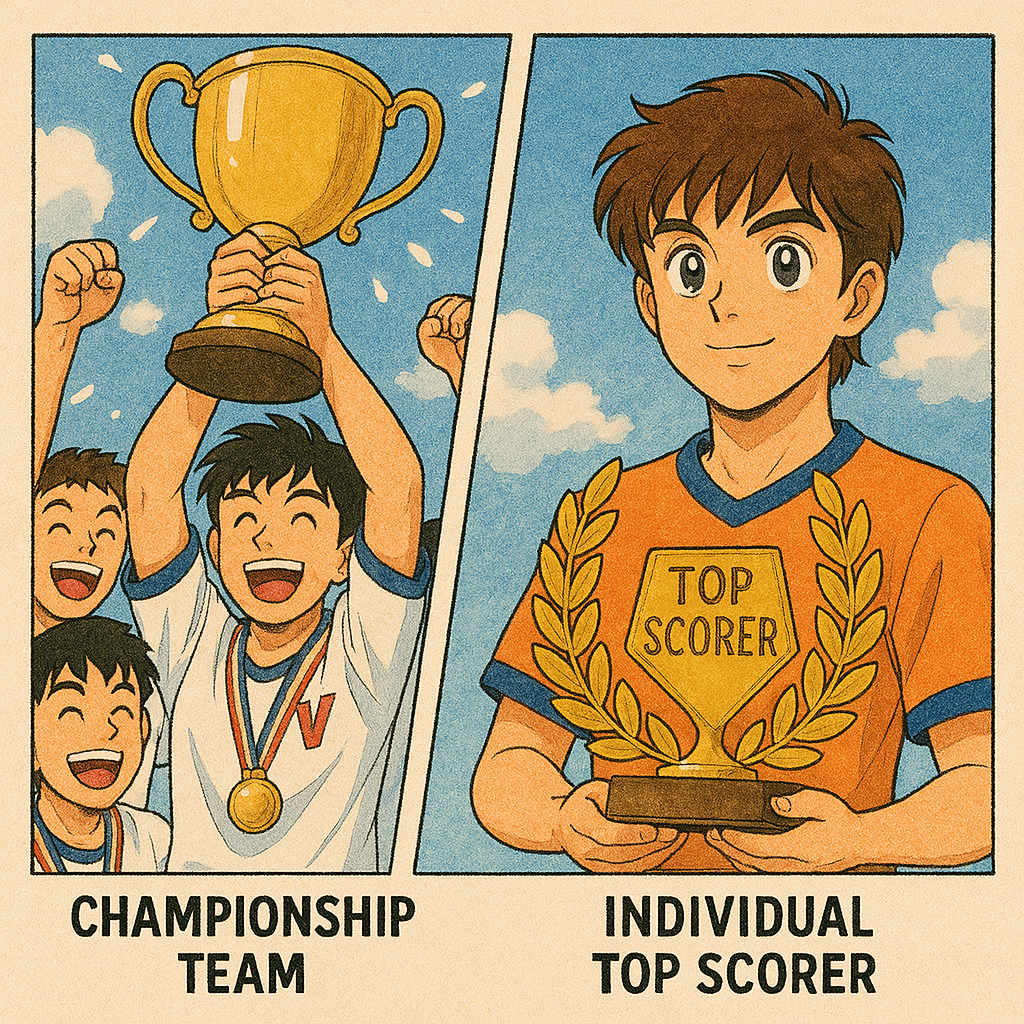 V
TOP
SCORER
CHAMPIONSHIP
TEAM
INDIVIDUAL
TOP SCORER